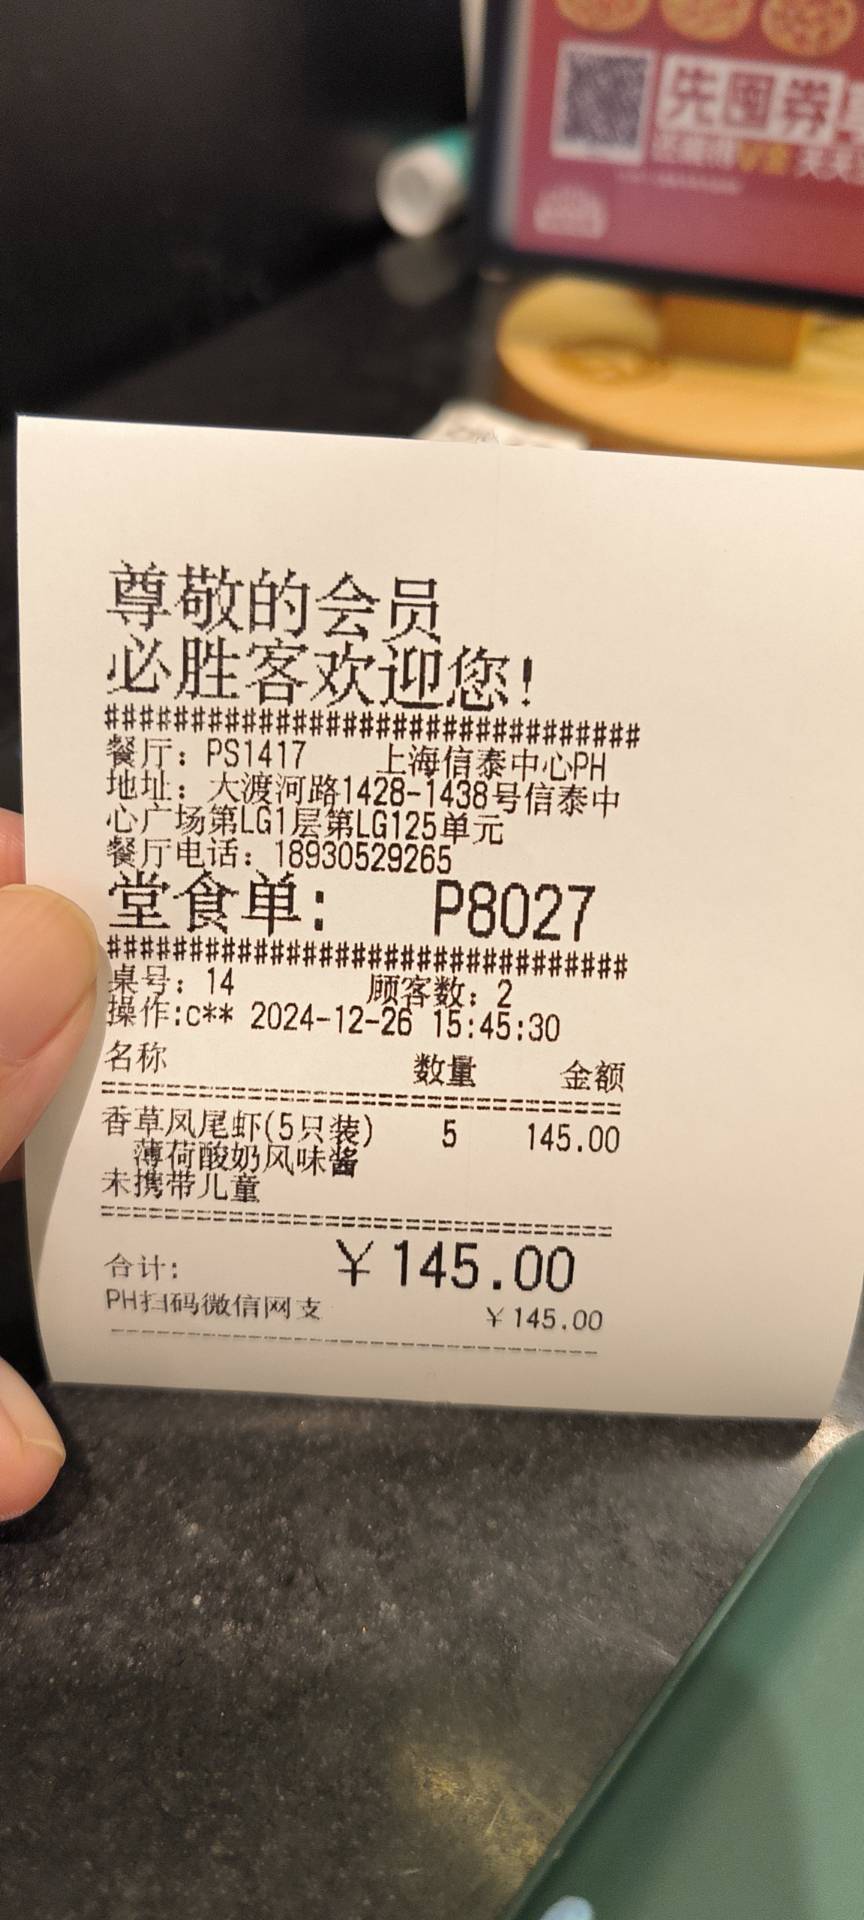 先囤券
天天
尊敬的会员
必胜客欢迎您!
################################
餐厅: PS1417 上海信泰中心PH
地址: 大渡河路1428-1438号信泰中
心广场第LG1层第LG125单元
餐厅电话: 18930529265
堂食单: P8027
################################
桌号: 14 顾客数: 2
操作:c** 2024-12-26 15:45:30
名称 数量 金额
香草凤尾虾(5只装) 5 145.00
薄荷酸奶风味酱
未携带儿童
合计: ￥145.00
PH扫码微信网支 ￥145.00